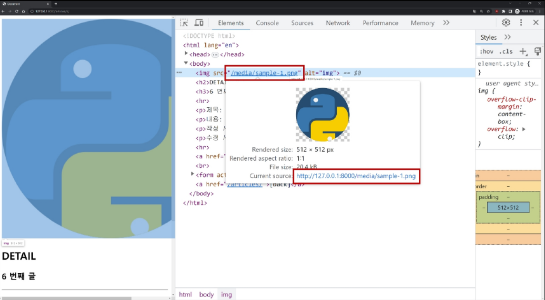 Elements Console Sources Network Performance Memory
<!DOCTYPE html>
<html lang="en">
<head> </head>
<body>
<img src="/media/sample-1.png" alt="img"> == $0
<h2>DETAIL
<h3>6 번째
<hr>
<p>제목:
<p>내용:
<p>작성
<p>수정
<hr>
<a href=
<br>
<form
<a href="/articles/">[back]</a>
</body>
</html>
Rendered size: 512 × 512 px
Rendered aspect ratio: 1:1
File size: 20.4 kB
Current source: http://127.0.0.1:8000/media/sample-1.png
html body img
Styles
:hov .cls
element.style {
}
user agent sty…
img {
overflow-clip-margin:
content-box;
overflow:
clip;
}
padding
512×512
img
DETAIL
6 번째 글